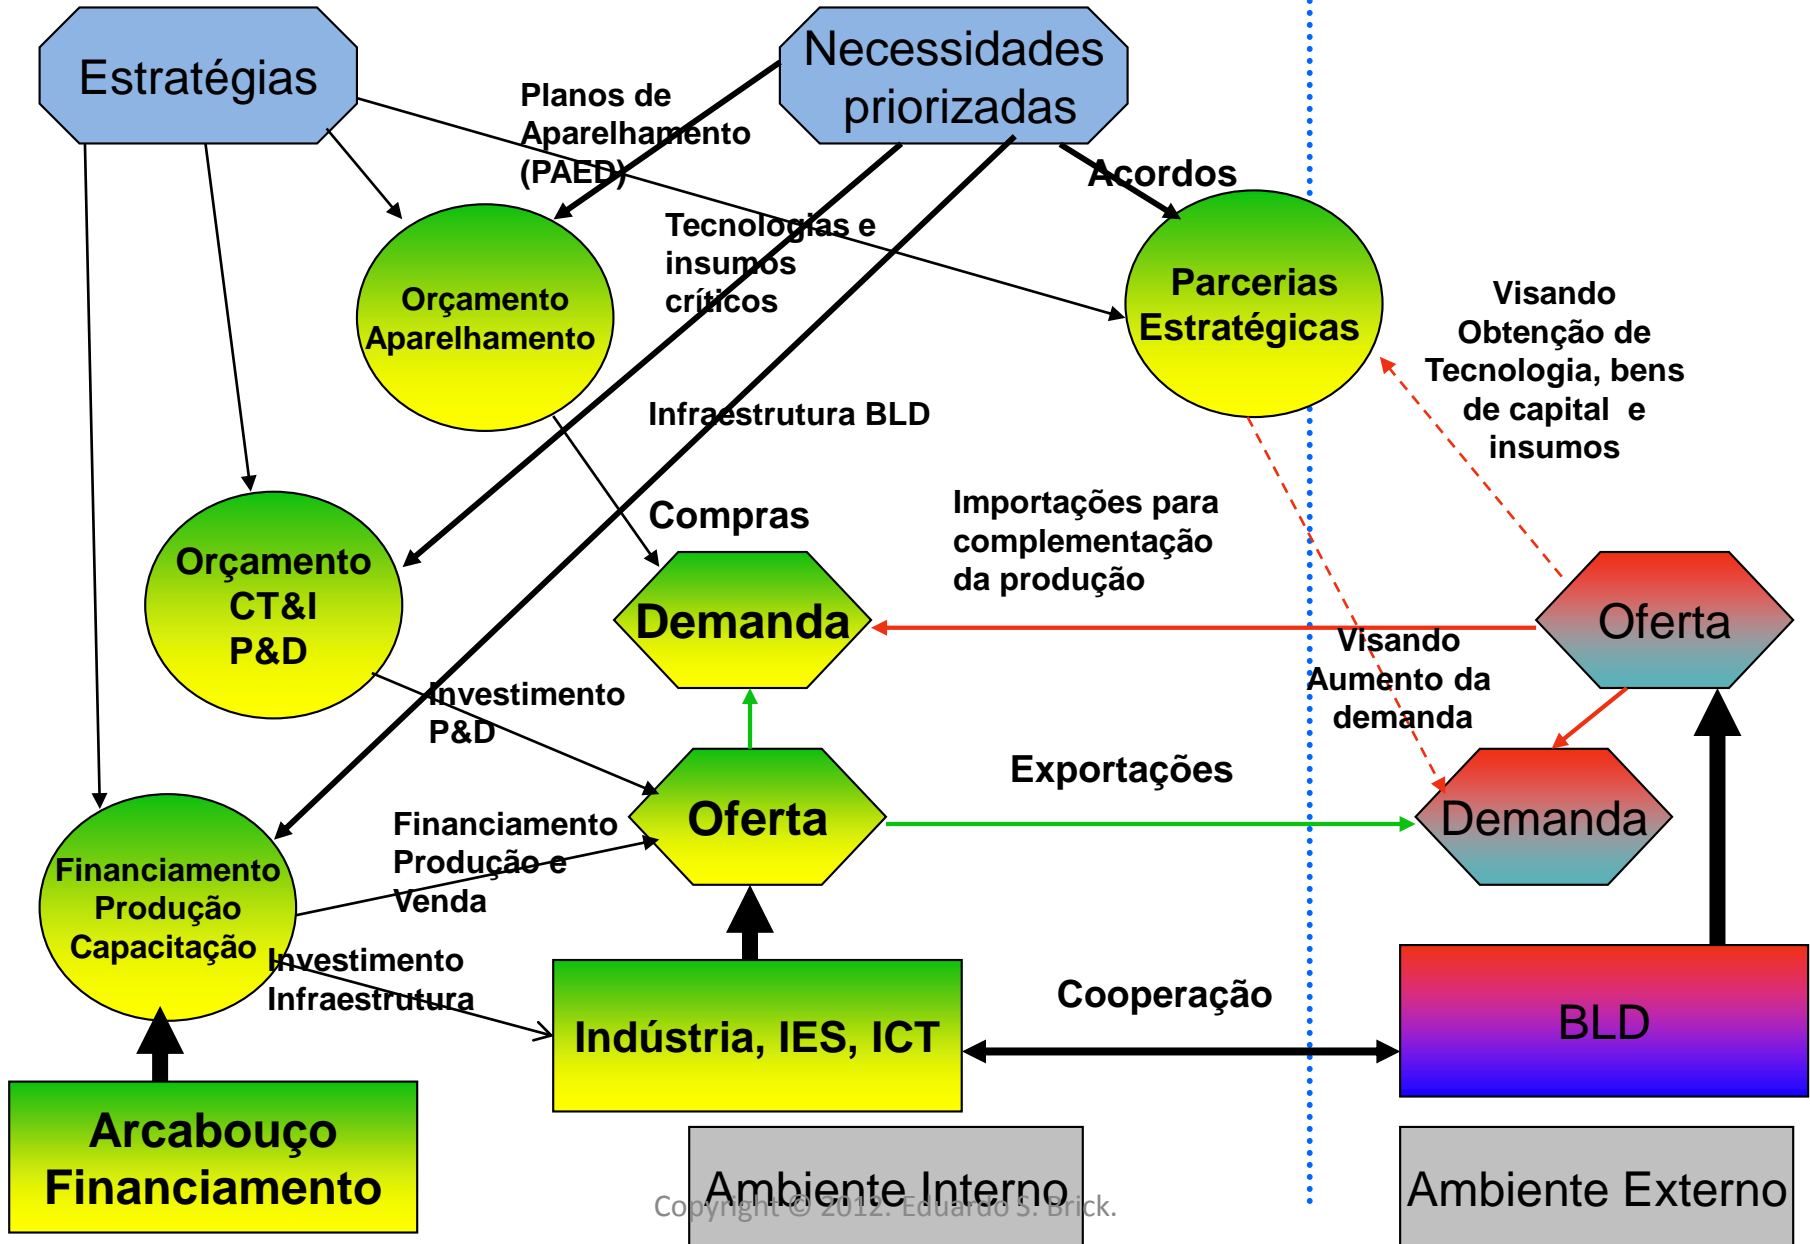 Estratégias
Necessidades
priorizadas
Planos de
Aparelhamento
(PAED)
Acordos
Tecnologias e
insumos
críticos
Orçamento
Aparelhamento
Parcerias
Estratégicas
Visando
Obtenção de
Tecnologia, bens
de capital e
insumos
Infraestrutura BLD
Compras
Importações para
complementação
da produção
Orçamento
CT&I
P&D
Demanda
Oferta
Visando
Aumento da
demanda
Investimento
P&D
Exportações
Oferta
Demanda
Financiamento
Produção e
Venda
Financiamento
Produção
Capacitação
Investimento
Infraestrutura
Cooperação
Indústria, IES, ICT
BLD
Arcabouço
Financiamento
Ambiente Interno
Ambiente Externo
Copyright © 2012. Eduardo S. Brick.